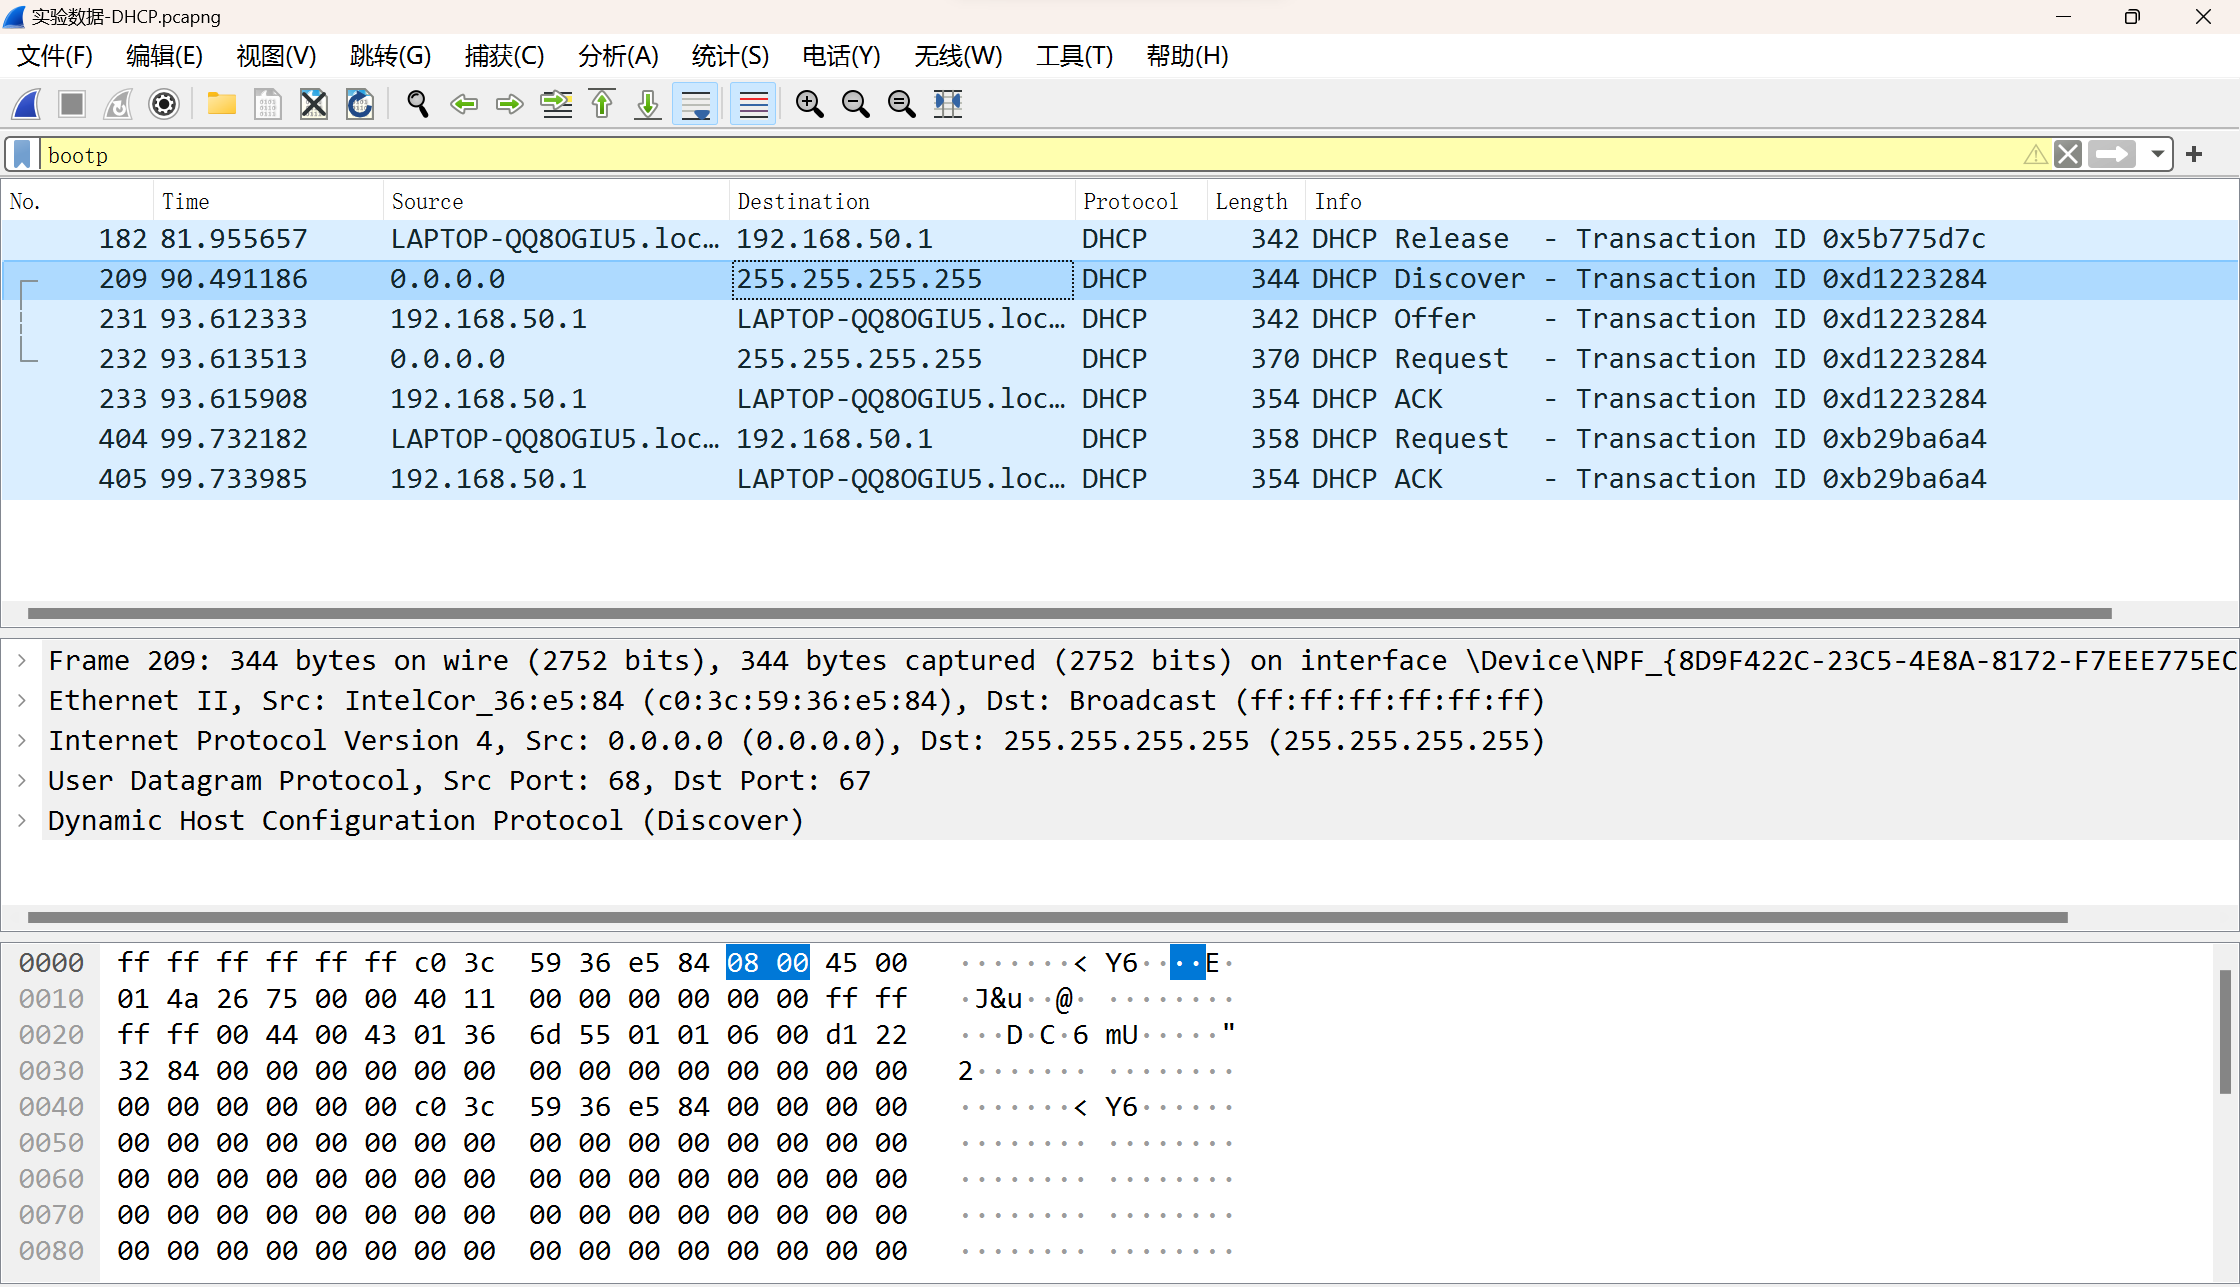 实验数据-DHCP.pcapng
文件(F) 编辑(E) 视图(V) 跳转(G) 捕获(C) 分析(A) 统计(S) 电话(Y) 无线(W) 工具(T) 帮助(H)
bootp
No. Time Source Destination Protocol Length Info
182 81.955657 LAPTOP-QQ8OGIU5.loc… 192.168.50.1 DHCP 342 DHCP Release - Transaction ID 0x5b775d7c
209 90.491186 0.0.0.0 255.255.255.255 DHCP 344 DHCP Discover - Transaction ID 0xd1223284
231 93.612333 192.168.50.1 LAPTOP-QQ8OGIU5.loc… DHCP 342 DHCP Offer - Transaction ID 0xd1223284
232 93.613513 0.0.0.0 255.255.255.255 DHCP 370 DHCP Request - Transaction ID 0xd1223284
233 93.615908 192.168.50.1 LAPTOP-QQ8OGIU5.loc… DHCP 354 DHCP ACK - Transaction ID 0xd1223284
404 99.732182 LAPTOP-QQ8OGIU5.loc… 192.168.50.1 DHCP 358 DHCP Request - Transaction ID 0xb29ba6a4
405 99.733985 192.168.50.1 LAPTOP-QQ8OGIU5.loc… DHCP 354 DHCP ACK - Transaction ID 0xb29ba6a4
Frame 209: 344 bytes on wire (2752 bits), 344 bytes captured (2752 bits) on interface \Device\NPF_{8D9F422C-23C5-4E8A-8172-F7EEE775EC
Ethernet II, Src: IntelCor_36:e5:84 (c0:3c:59:36:e5:84), Dst: Broadcast (ff:ff:ff:ff:ff:ff)
Internet Protocol Version 4, Src: 0.0.0.0 (0.0.0.0), Dst: 255.255.255.255 (255.255.255.255)
User Datagram Protocol, Src Port: 68, Dst Port: 67
Dynamic Host Configuration Protocol (Discover)
0000 ff ff ff ff ff ff c0 3c 59 36 e5 84 08 00 45 00 ·······< Y6····E·
0010 01 4a 26 75 00 00 40 11 00 00 00 00 00 00 ff ff ·J&u··@· ········
0020 ff ff 00 44 00 43 01 36 6d 55 01 01 06 00 d1 22 ···D·C·6 mU·····"
0030 32 84 00 00 00 00 00 00 00 00 00 00 00 00 00 00 2······· ········
0040 00 00 00 00 00 00 c0 3c 59 36 e5 84 00 00 00 00 ·······< Y6······
0050 00 00 00 00 00 00 00 00 00 00 00 00 00 00 00 00 ········ ········
0060 00 00 00 00 00 00 00 00 00 00 00 00 00 00 00 00 ········ ········
0070 00 00 00 00 00 00 00 00 00 00 00 00 00 00 00 00 ········ ········
0080 00 00 00 00 00 00 00 00 00 00 00 00 00 00 00 00 ········ ········